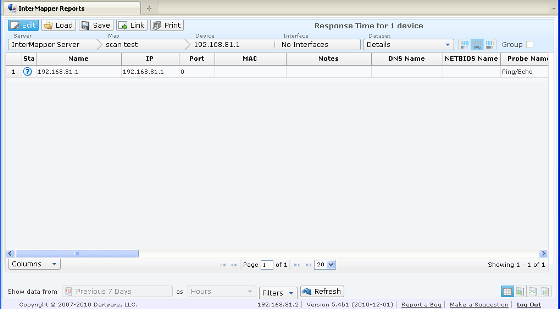 InterMapper Reports
Edit Load Save Link Print Response Time for 1 device
Server Map Device Interface Dataset
InterMapper Server scan test 192.168.81.1 No Interfaces Details Group
Sta Name IP Port MAC Notes DNS Name NETBIOS Name Probe Name
1 192.168.81.1 192.168.81.1 0 Ping/Echo
Columns Page 1 of 1 20 Showing 1 - 1 of 1
Show data from Previous 7 Days as Hours Filters Refresh
Copyright © 2007-2010 Dartware, LLC. 192.168.81.2 Version 5.4b1 (2010-12-01) Report a Bug Make a Suggestion Log Out